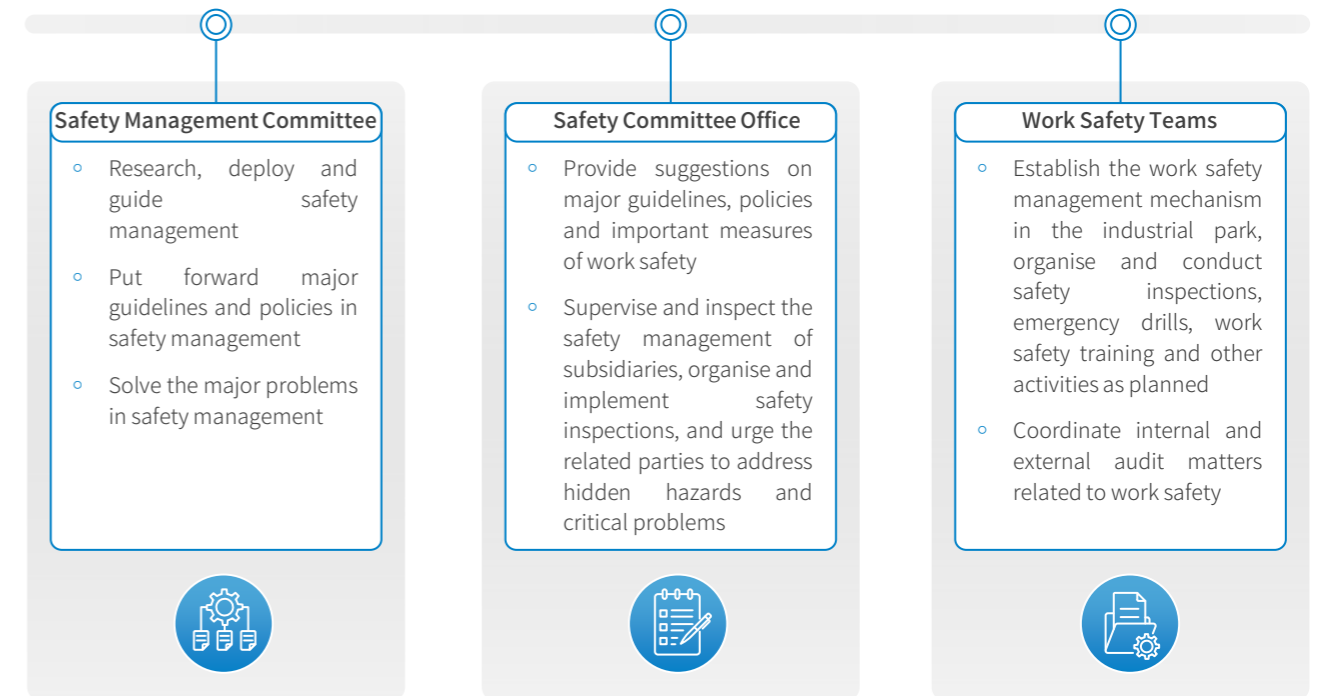 Safety Management Committee
○ Research, deploy and
guide safety
management
○ Put forward major
guidelines and policies in
safety management
○ Solve the major problems
in safety management
Safety Committee Office
○ Provide suggestions on
major guidelines, policies
and important measures
of work safety
○ Supervise and inspect the
safety management of
subsidiaries, organise and
implement safety
inspections, and urge the
related parties to address
hidden hazards and
critical problems
Work Safety Teams
○ Establish the work safety
management mechanism
in the industrial park,
organise and conduct
safety inspections,
emergency drills, work
safety training and other
activities as planned
○ Coordinate internal and
external audit matters
related to work safety